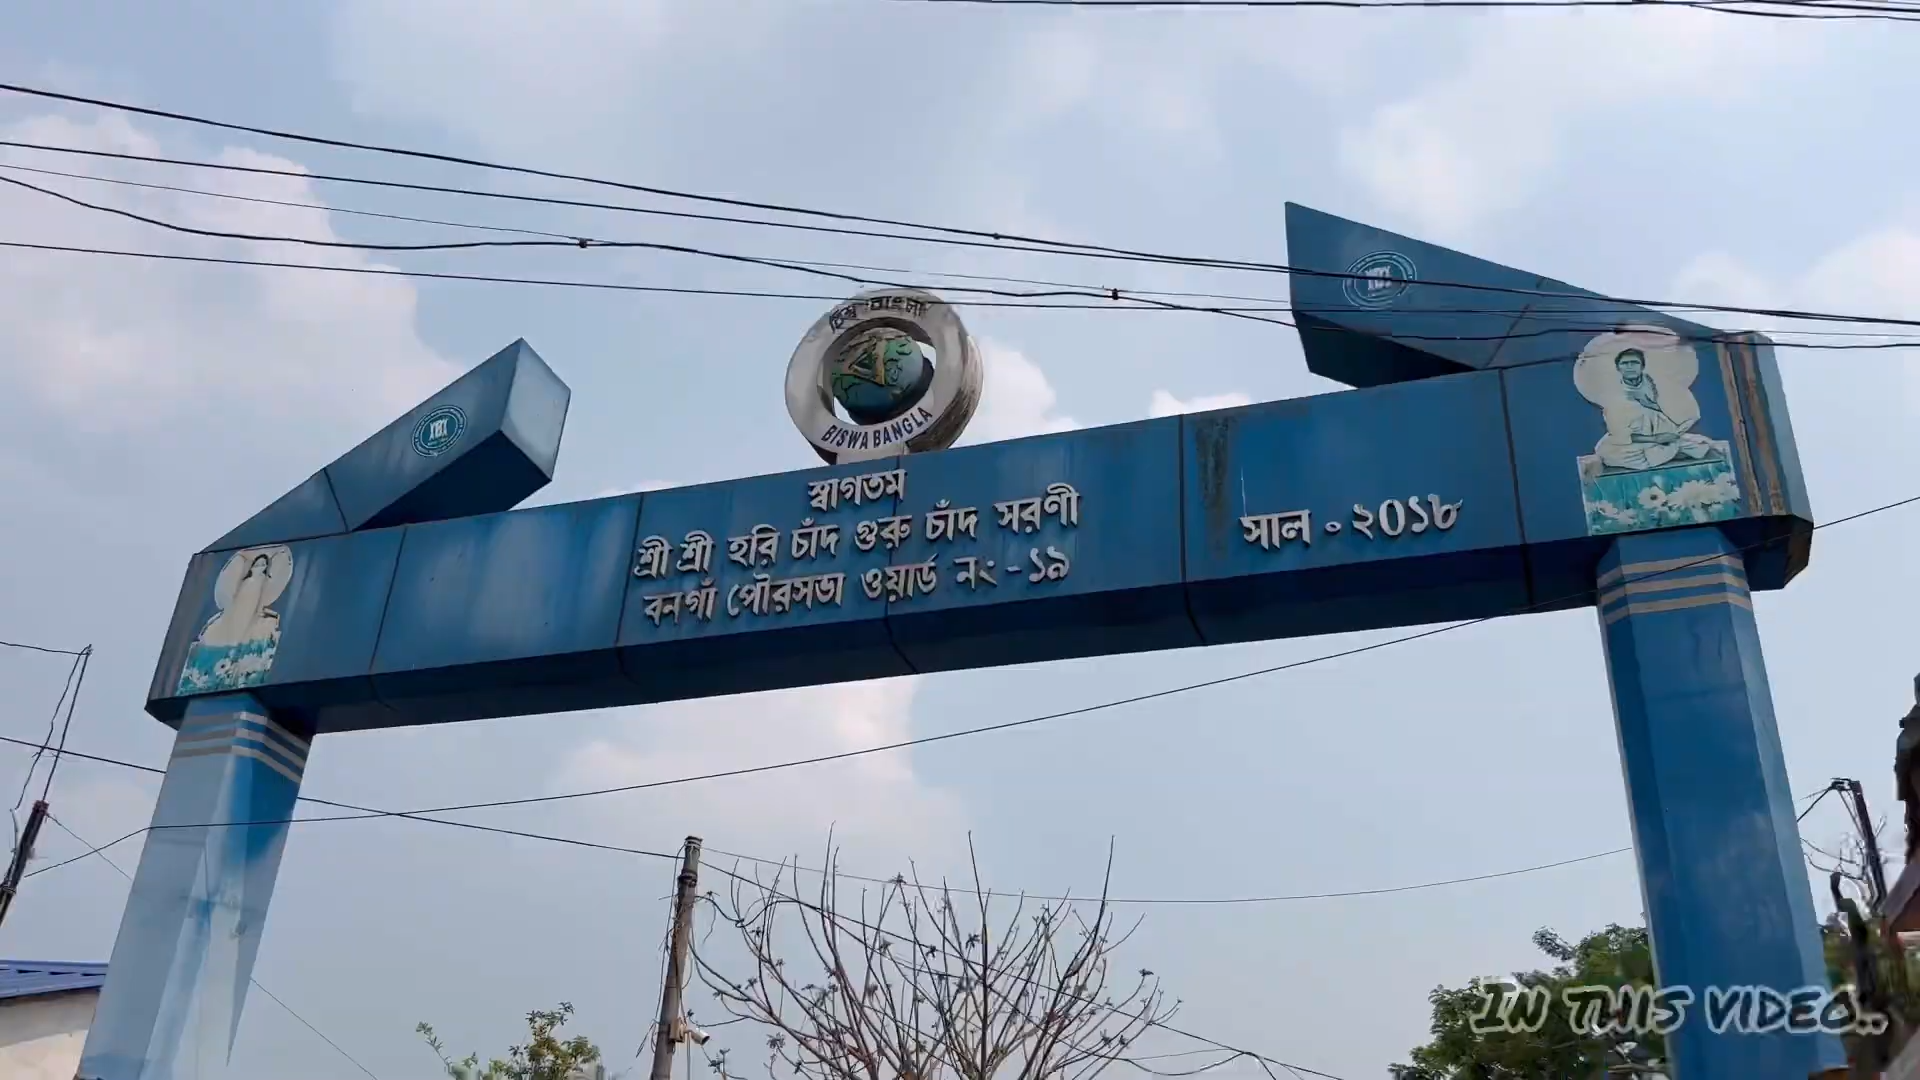 বিশ্ব বাংলা
BISWA BANGLA
স্বাগতম
শ্রী শ্রী হরি চাঁদ গুরু চাঁদ সরণী
বনগাঁ পৌরসভা ওয়ার্ড নং - ১৯
সাল - ২০১৮
IN THIS VIDEO..